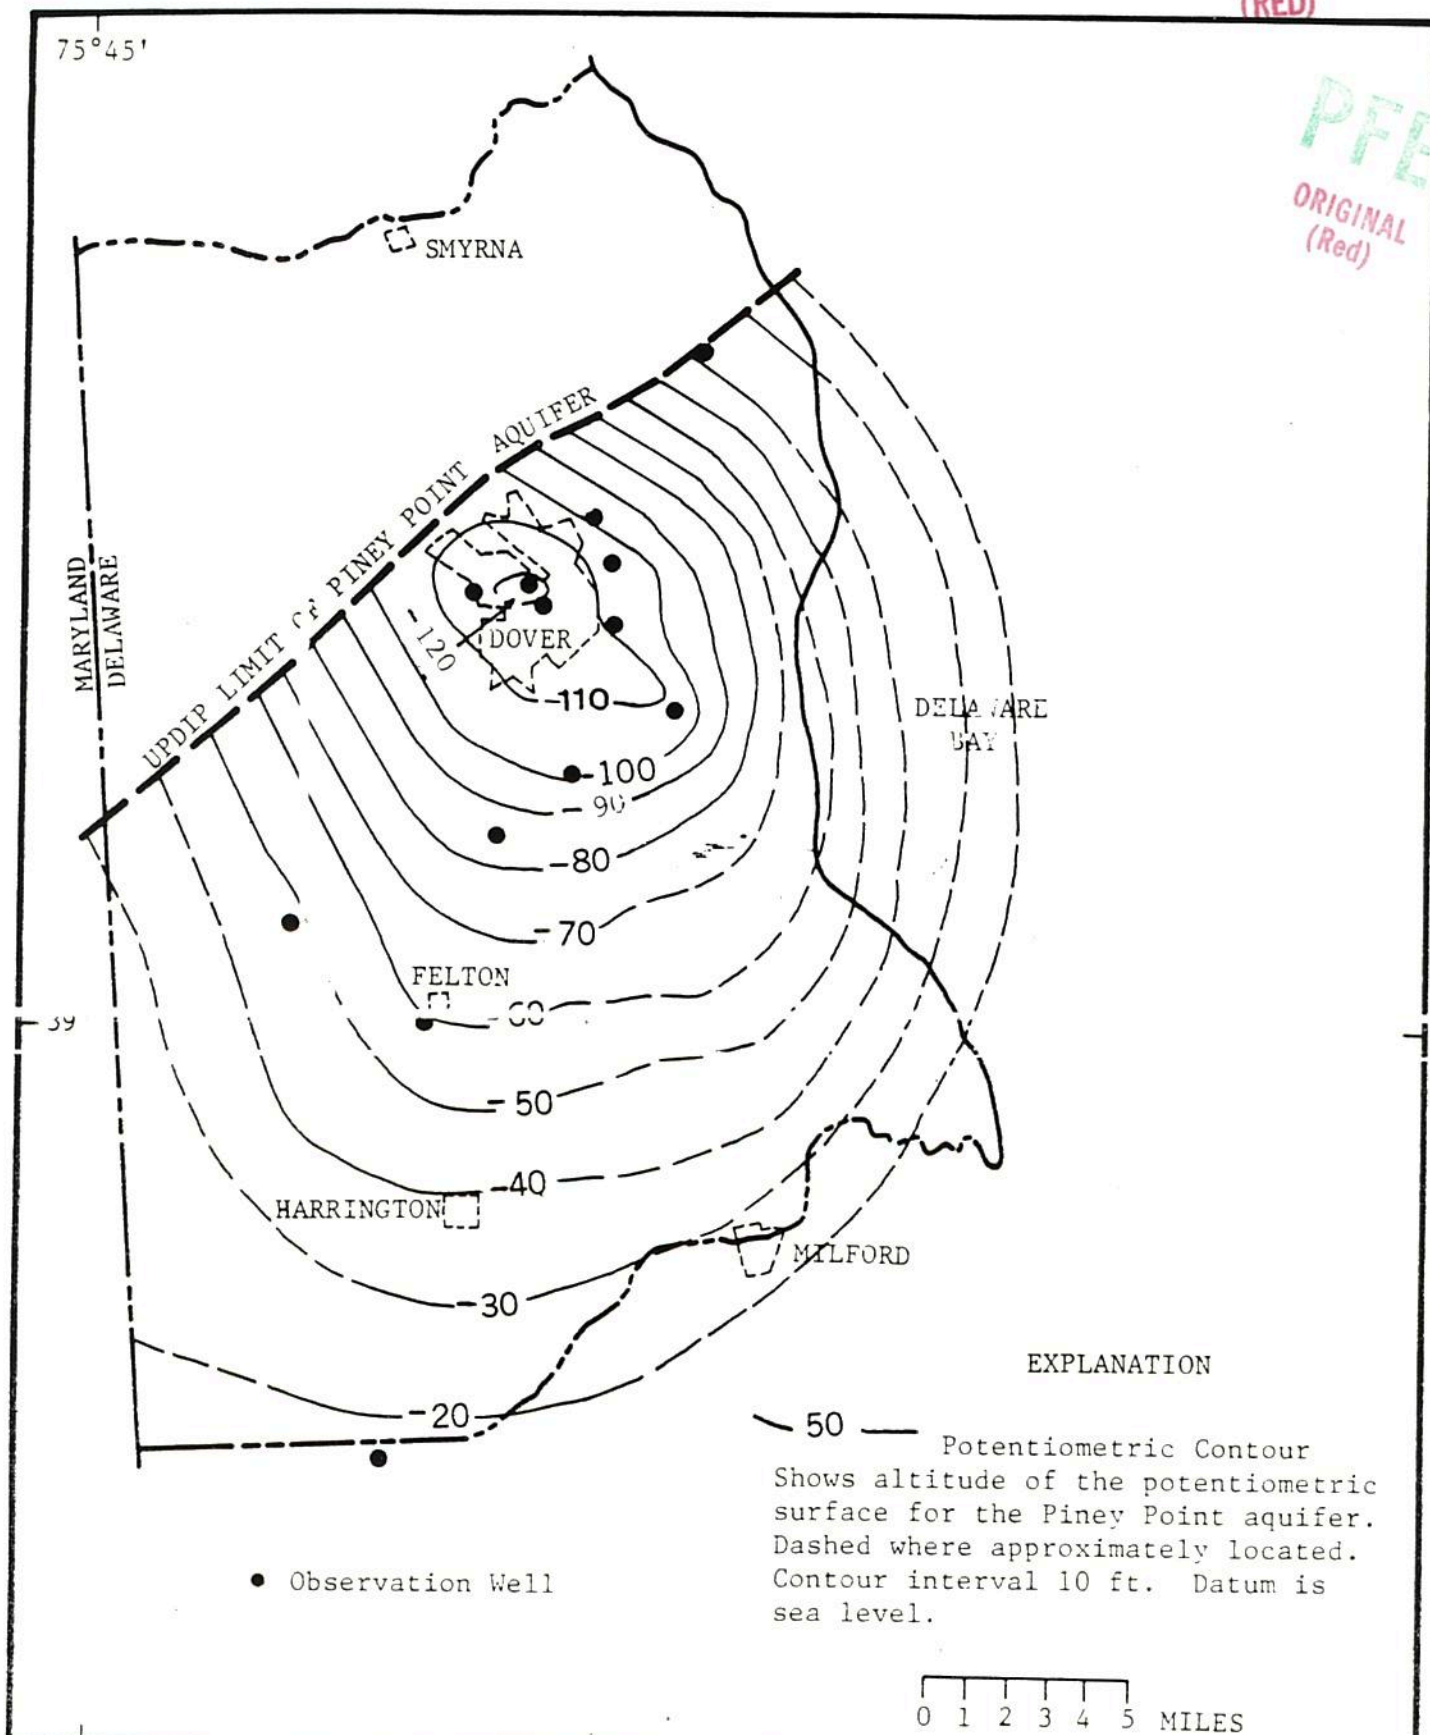 (RED)
75°45'
PFE
ORIGINAL
(Red)
SMYRNA
UPDIP LIMIT OF PINEY POINT AQUIFER
MARYLAND
DELAWARE
-120
DOVER
-110
DELAWARE
BAY
-100
-90
-80
-70
FELTON
-60
39
-50
-40
HARRINGTON
MILFORD
-30
-20
EXPLANATION
50
Potentiometric Contour
Shows altitude of the potentiometric
surface for the Piney Point aquifer.
Dashed where approximately located.
Contour interval 10 ft. Datum is
sea level.
Observation Well
0 1 2 3 4 5 MILES